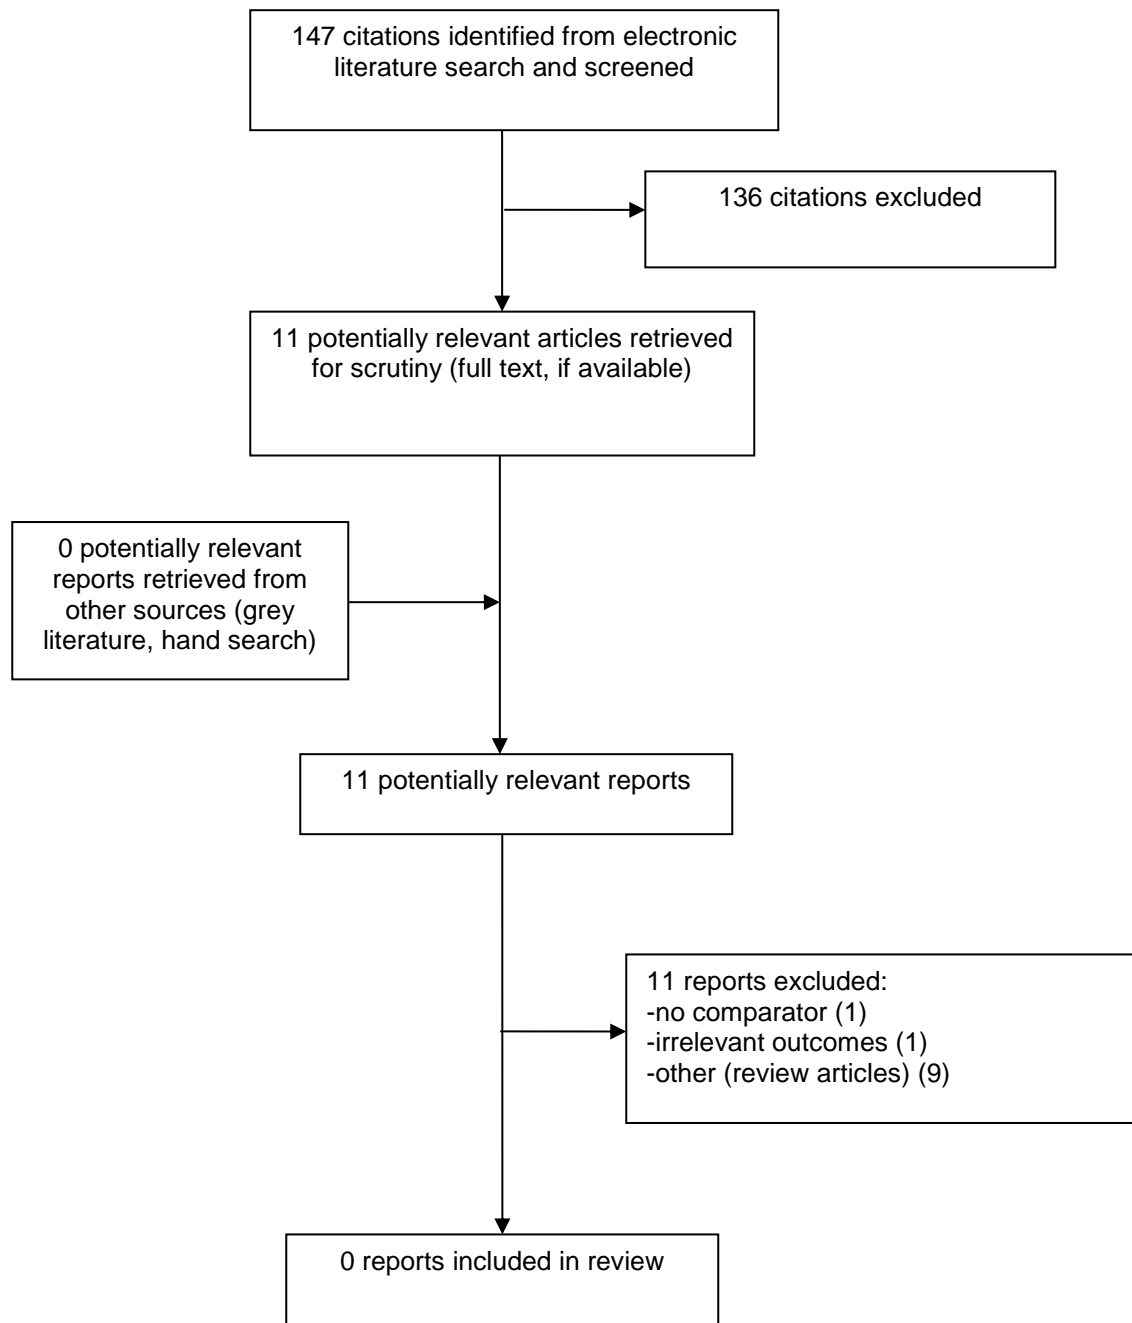 147 citations identified from electronic
literature search and screened
136 citations excluded
11 potentially relevant articles retrieved
for scrutiny (full text, if available)
0 potentially relevant
reports retrieved from
other sources (grey
literature, hand search)
11 potentially relevant reports
11 reports excluded:
-no comparator (1)
-irrelevant outcomes (1)
-other (review articles) (9)
0 reports included in review